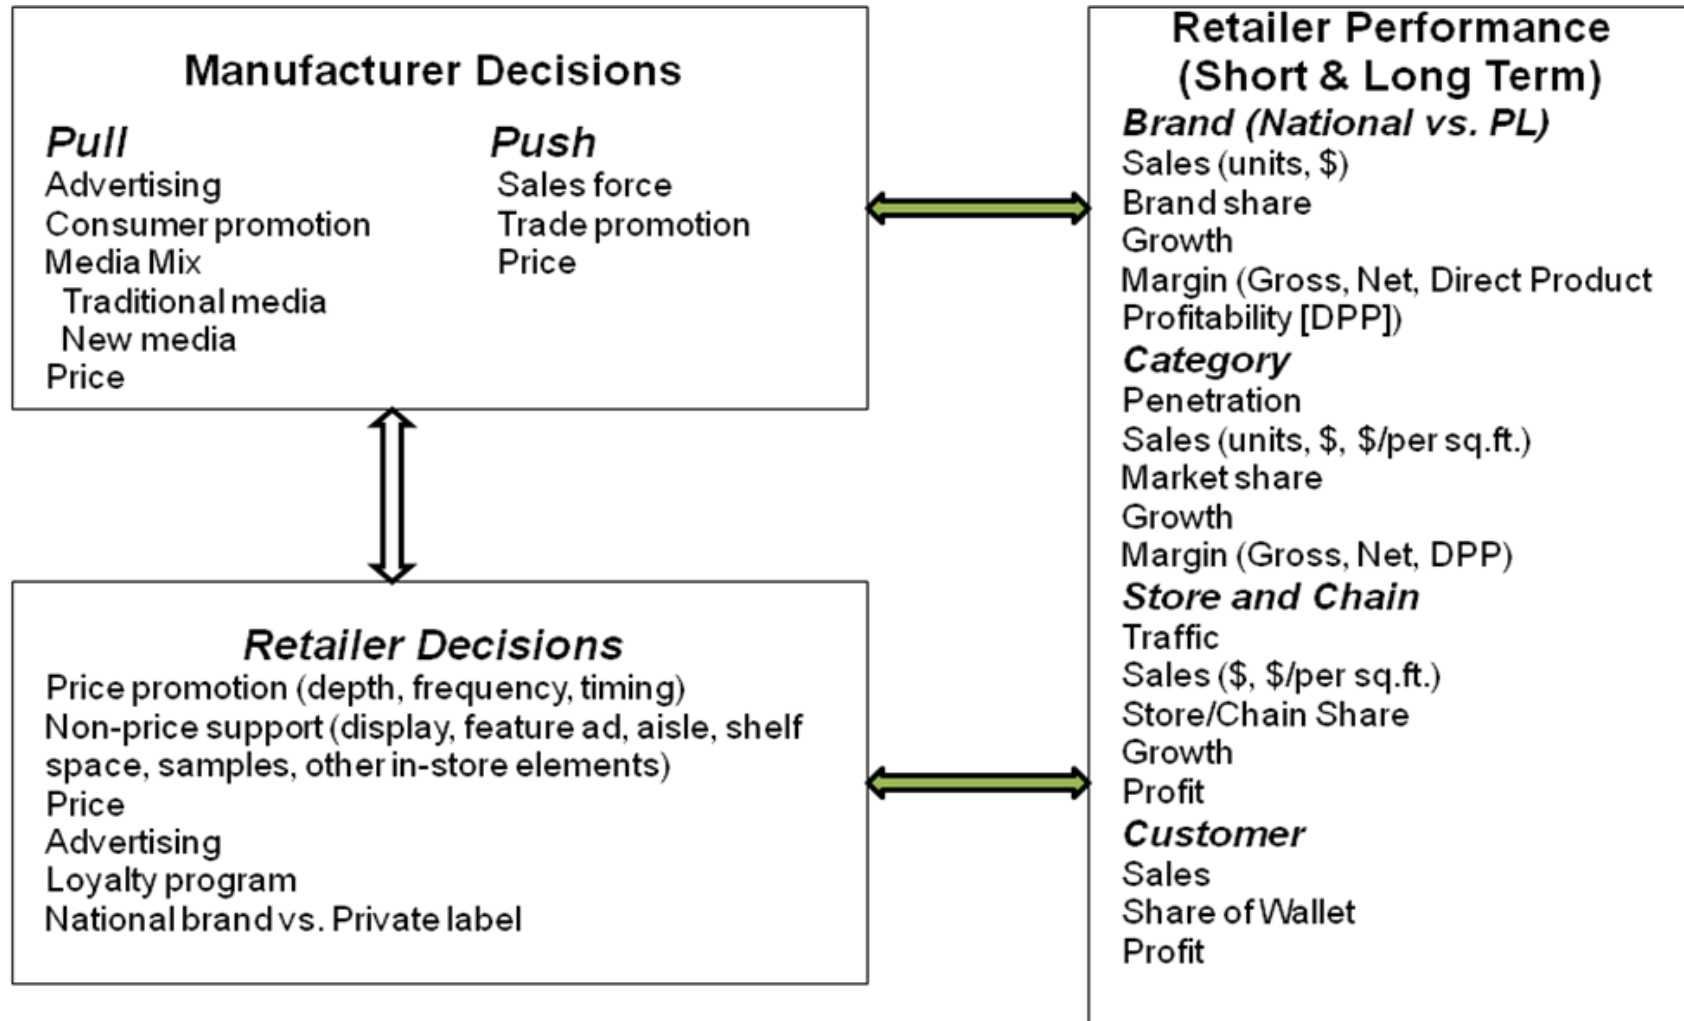 Manufacturer Decisions
Pull
Advertising
Consumer promotion
Media Mix
Traditional media
New media
Price
Push
Sales force
Trade promotion
Price
Retailer Decisions
Price promotion (depth, frequency, timing)
Non-price support (display, feature ad, aisle, shelf
space, samples, other in-store elements)
Price
Advertising
Loyalty program
National brand vs. Private label
Retailer Performance
(Short & Long Term)
Brand (National vs. PL)
Sales (units, $)
Brand share
Growth
Margin (Gross, Net, Direct Product
Profitability [DPP])
Category
Penetration
Sales (units, $, $/per sq.ft.)
Market share
Growth
Margin (Gross, Net, DPP)
Store and Chain
Traffic
Sales ($, $/per sq.ft.)
Store/Chain Share
Growth
Profit
Customer
Sales
Share of Wallet
Profit